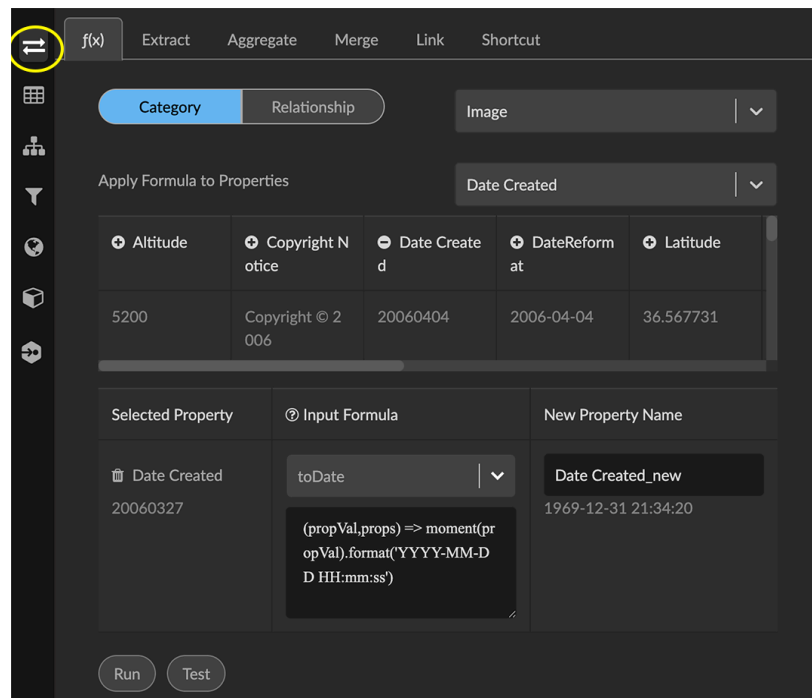 f(x) Extract Aggregate Merge Link Shortcut
Category Relationship Image
Apply Formula to Properties Date Created
Altitude Copyright N Date Create DateReform Latitude
otice d at
5200 Copyright © 2 20060404 2006-04-04 36.567731
006
Selected Property Input Formula New Property Name
Date Created toDate Date Created_new
20060327 1969-12-31 21:34:20
(propVal,props) => moment(pr
opVal).format('YYYY-MM-D
D HH:mm:ss')
Run Test